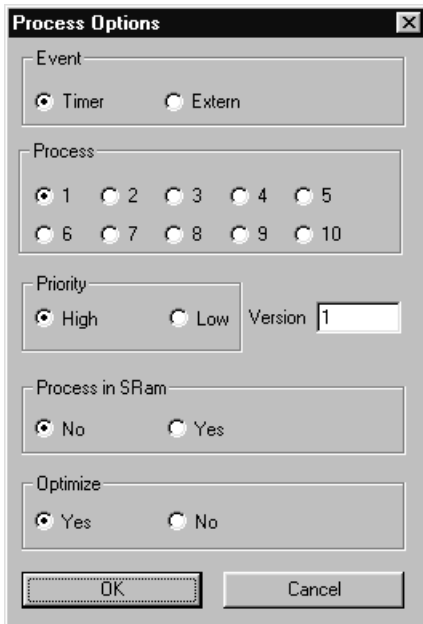 Process Options
Event
Timer Extern
Process
1 2 3 4 5
6 7 8 9 10
Priority
High Low Version 1
Process in SRam
No Yes
Optimize
Yes No
OK Cancel